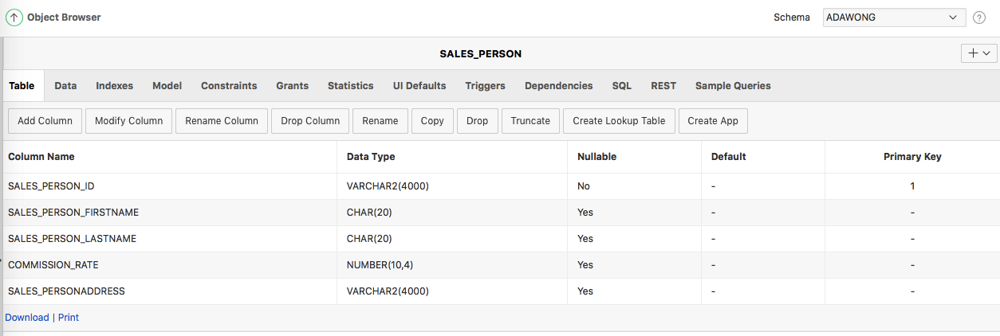 Object Browser Schema ADAWONG
SALES_PERSON
Table Data Indexes Model Constraints Grants Statistics UI Defaults Triggers Dependencies SQL REST Sample Queries
Add Column Modify Column Rename Column Drop Column Rename Copy Drop Truncate Create Lookup Table Create App
Column Name Data Type Nullable Default Primary Key
SALES_PERSON_ID VARCHAR2(4000) No - 1
SALES_PERSON_FIRSTNAME CHAR(20) Yes - -
SALES_PERSON_LASTNAME CHAR(20) Yes - -
COMMISSION_RATE NUMBER(10,4) Yes - -
SALES_PERSONADDRESS VARCHAR2(4000) Yes - -
Download | Print